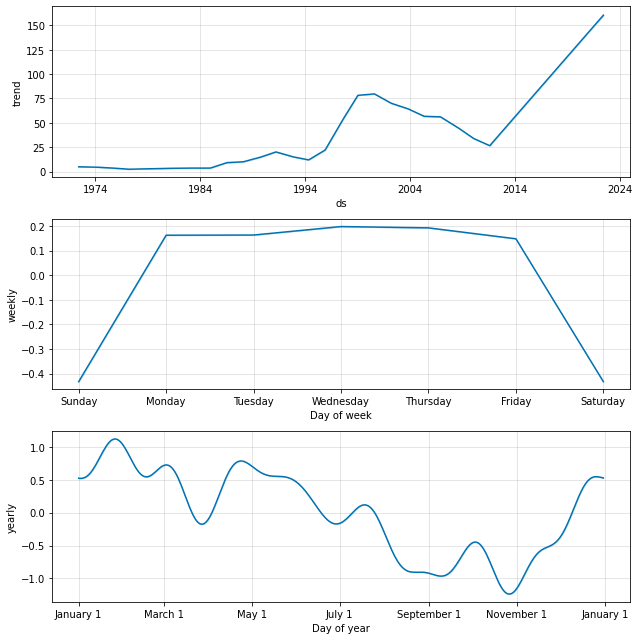 150
125
100
75
50
25
0
trend
1974 1984 1994 2004 2014 2024
ds
0.2
0.1
0.0
−0.1
−0.2
−0.3
−0.4
weekly
Sunday Monday Tuesday Wednesday Thursday Friday Saturday
Day of week
1.0
0.5
0.0
−0.5
−1.0
yearly
January 1 March 1 May 1 July 1 September 1 November 1 January 1
Day of year